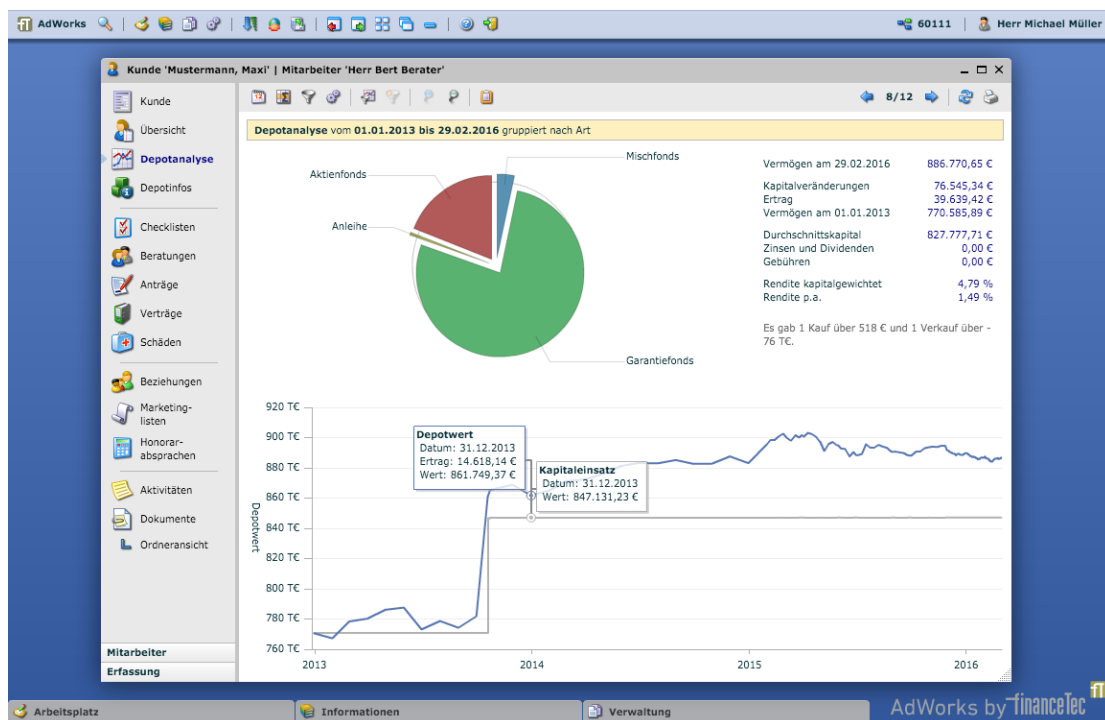 AdWorks
60111
Herr Michael Müller
Kunde 'Mustermann, Maxi' | Mitarbeiter 'Herr Bert Berater'
Kunde
Übersicht
Depotanalyse
Depotinfos
Checklisten
Beratungen
Anträge
Verträge
Schäden
Beziehungen
Marketing-
listen
Honorar-
absprachen
Aktivitäten
Dokumente
Ordneransicht
Mitarbeiter
Erfassung
8/12
Depotanalyse vom 01.01.2013 bis 29.02.2016 gruppiert nach Art
Mischfonds
Aktienfonds
Anleihe
Garantiefonds
Vermögen am 29.02.2016 886.770,65 €
Kapitalveränderungen 76.545,34 €
Ertrag 39.639,42 €
Vermögen am 01.01.2013 770.585,89 €
Durchschnittskapital 827.777,71 €
Zinsen und Dividenden 0,00 €
Gebühren 0,00 €
Rendite kapitalgewichtet 4,79 %
Rendite p.a. 1,49 %
Es gab 1 Kauf über 518 € und 1 Verkauf über -
76 T€.
920 T€
900 T€
880 T€
860 T€
840 T€
820 T€
800 T€
780 T€
760 T€
Depotwert
Depotwert
Datum: 31.12.2013
Ertrag: 14.618,14 €
Wert: 861.749,37 €
Kapitaleinsatz
Datum: 31.12.2013
Wert: 847.131,23 €
2013
2014
2015
2016
Arbeitsplatz
Informationen
Verwaltung
AdWorks by financeTec